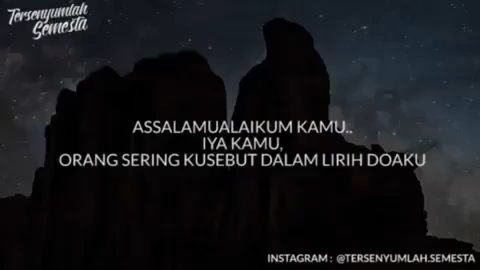 Tersenyumlah
Semesta
ASSALAMUALAIKUM KAMU..
IYA KAMU,
ORANG SERING KUSEBUT DALAM LIRIH DOAKU
INSTAGRAM : @TERSENYUMLAH.SEMESTA